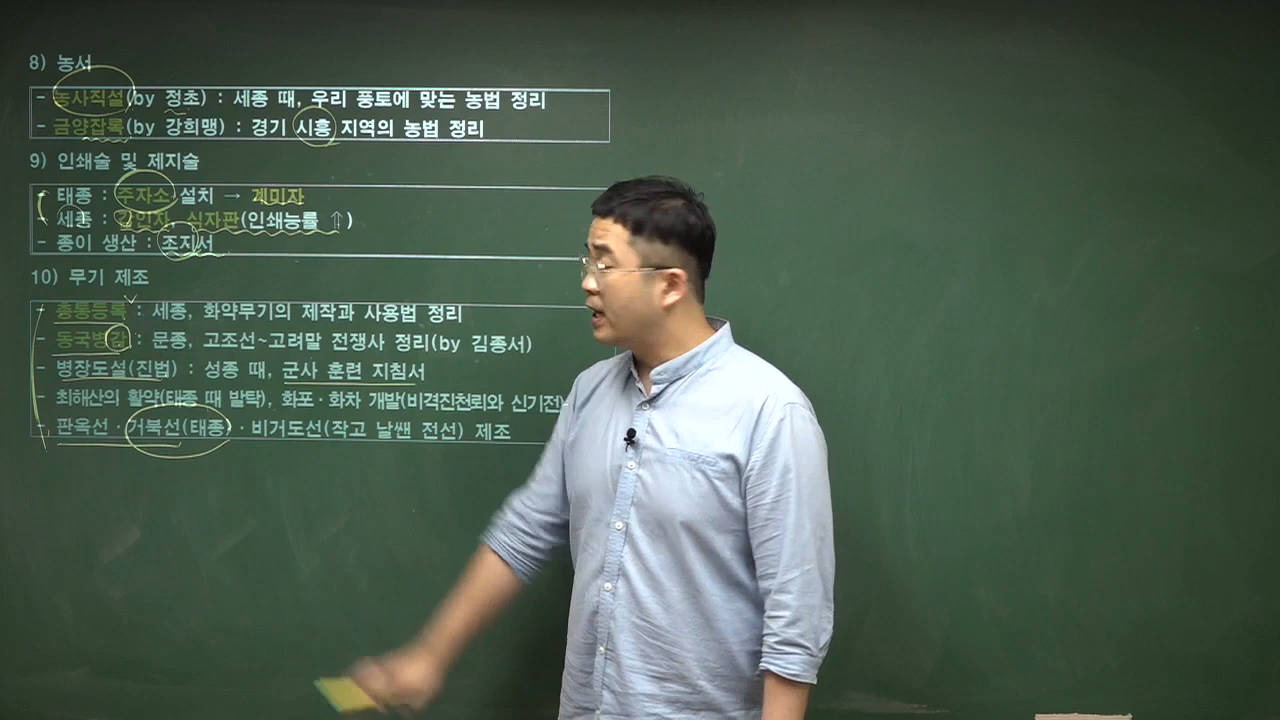 8) 농서
- 농사직설(by 정초) : 세종 때, 우리 풍토에 맞는 농법 정리
- 금양잡록(by 강희맹) : 경기 시흥 지역의 농법 정리
9) 인쇄술 및 제지술
- 태종 : 주자소 설치 → 계미자
- 세종 : 갑인자, 식자판(인쇄능률 ⇧)
- 종이 생산 : 조지서
10) 무기 제조
- 총통등록 : 세종, 화약무기의 제작과 사용법 정리
- 동국병감 : 문종, 고조선~고려말 전쟁사 정리(by 김종서)
- 병장도설(진법) : 성종 때, 군사 훈련 지침서
- 최해산의 활약(태종 때 발탁), 화포·화차 개발(비격진천뢰와 신기전)
- 판옥선·거북선(태종)·비거도선(작고 날쌘 전선) 제조